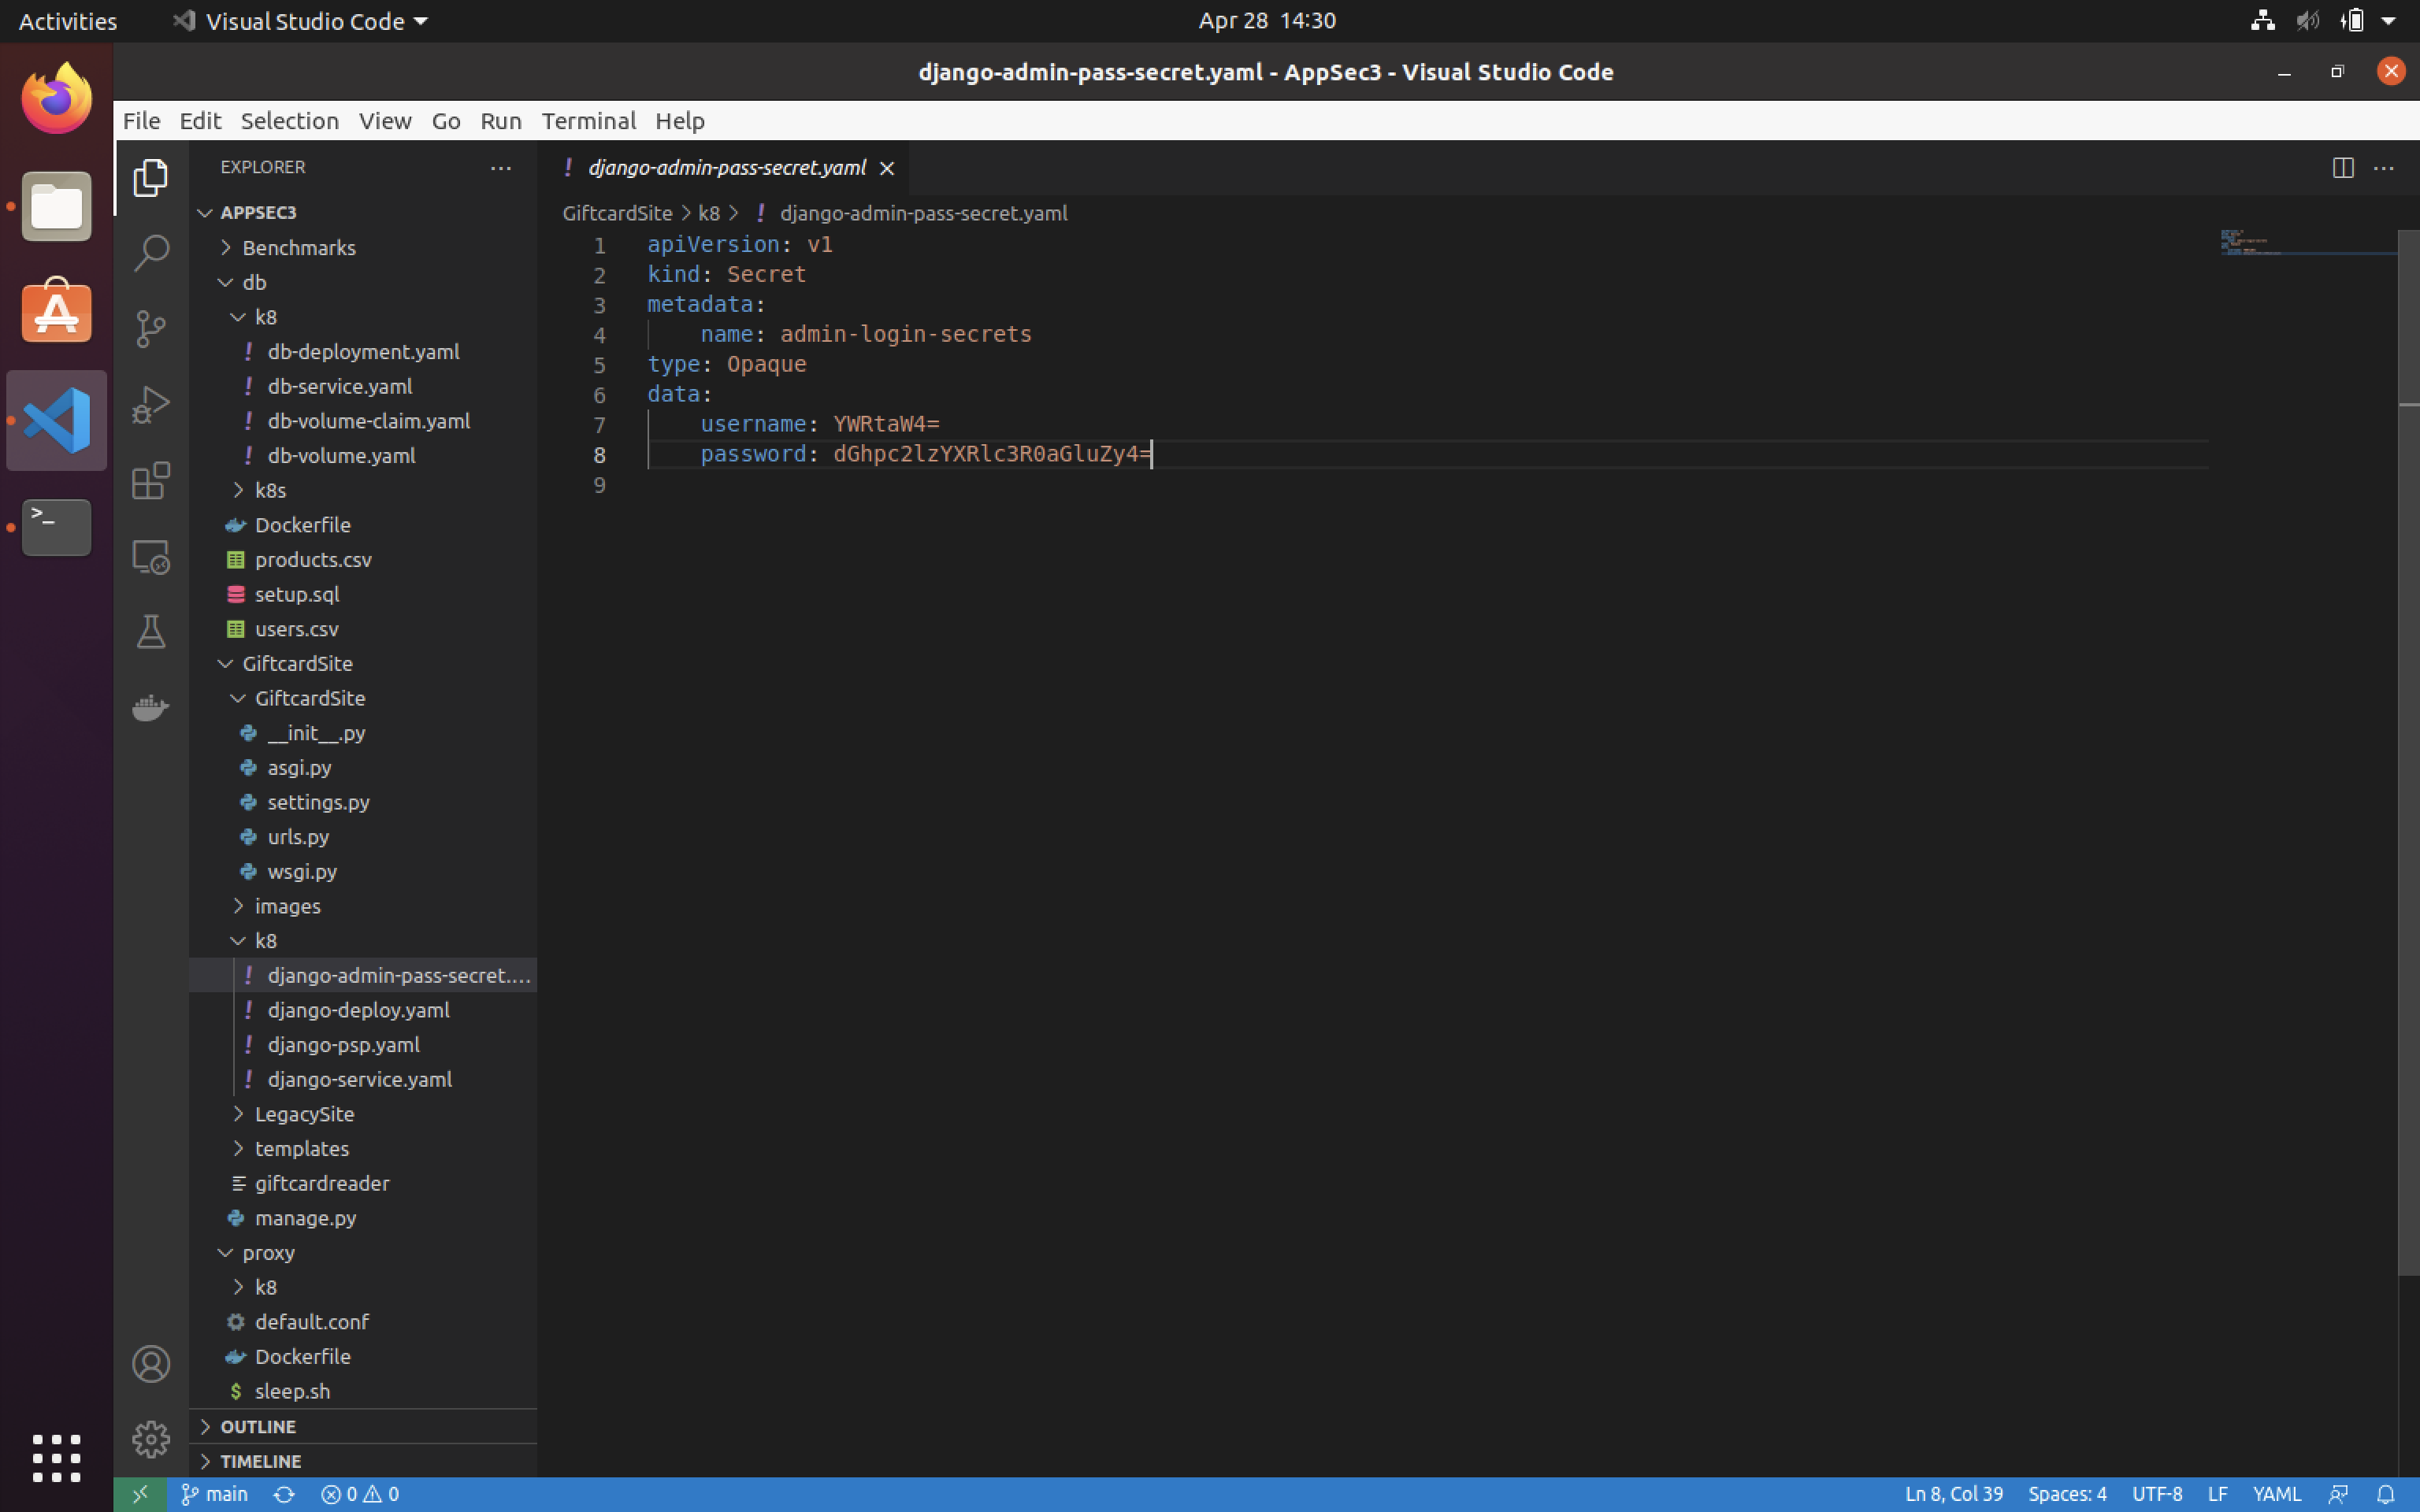 Activities Visual Studio Code Apr 28 14:30
django-admin-pass-secret.yaml - AppSec3 - Visual Studio Code
File Edit Selection View Go Run Terminal Help
EXPLORER
APPSEC3
Benchmarks
db
k8
db-deployment.yaml
db-service.yaml
db-volume-claim.yaml
db-volume.yaml
k8s
Dockerfile
products.csv
setup.sql
users.csv
GiftcardSite
GiftcardSite
__init__.py
asgi.py
settings.py
urls.py
wsgi.py
images
k8
django-admin-pass-secret....
django-deploy.yaml
django-psp.yaml
django-service.yaml
LegacySite
templates
giftcardreader
manage.py
proxy
k8
default.conf
Dockerfile
sleep.sh
OUTLINE
TIMELINE
! django-admin-pass-secret.yaml
GiftcardSite > k8 > ! django-admin-pass-secret.yaml
1 apiVersion: v1
2 kind: Secret
3 metadata:
4 name: admin-login-secrets
5 type: Opaque
6 data:
7 username: YWRtaW4=
8 password: dGhpc2lzYXRlc3R0aGluZy4=
9
main 0 0 Ln 8, Col 39 Spaces: 4 UTF-8 LF YAML